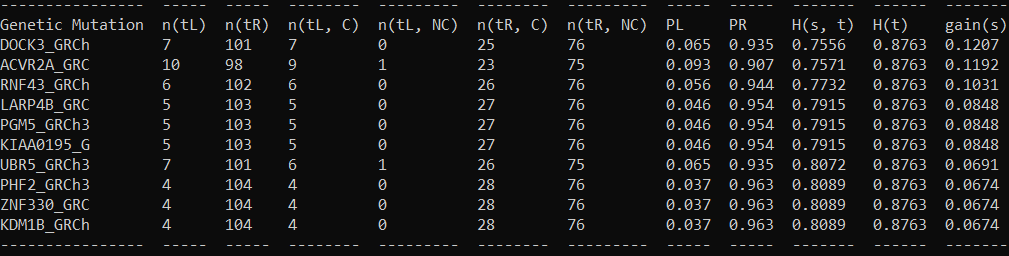 --------------- ----- ----- -------- --------- -------- --------- ----- ----- ------- ------ -------
Genetic Mutation n(tL) n(tR) n(tL, C) n(tL, NC) n(tR, C) n(tR, NC) PL PR H(s, t) H(t) gain(s)
DOCK3_GRCh 7 101 7 0 25 76 0.065 0.935 0.7556 0.8763 0.1207
ACVR2A_GRC 10 98 9 1 23 75 0.093 0.907 0.7571 0.8763 0.1192
RNF43_GRCh 6 102 6 0 26 76 0.056 0.944 0.7732 0.8763 0.1031
LARP4B_GRC 5 103 5 0 27 76 0.046 0.954 0.7915 0.8763 0.0848
PGM5_GRCh3 5 103 5 0 27 76 0.046 0.954 0.7915 0.8763 0.0848
KIAA0195_G 5 103 5 0 27 76 0.046 0.954 0.7915 0.8763 0.0848
UBR5_GRCh3 7 101 6 1 26 75 0.065 0.935 0.8072 0.8763 0.0691
PHF2_GRCh3 4 104 4 0 28 76 0.037 0.963 0.8089 0.8763 0.0674
ZNF330_GRC 4 104 4 0 28 76 0.037 0.963 0.8089 0.8763 0.0674
KDM1B_GRCh 4 104 4 0 28 76 0.037 0.963 0.8089 0.8763 0.0674
--------------- ----- ----- -------- --------- -------- --------- ----- ----- ------- ------ -------